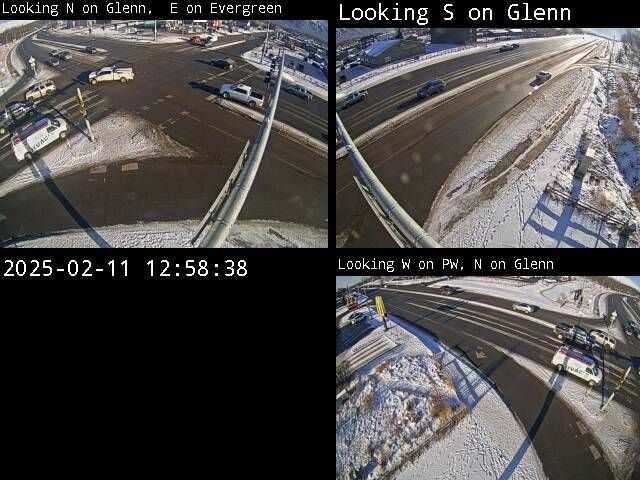 Looking N on Glenn,  E on Evergreen
Looking S on Glenn
2025-02-11 12:58:38
Looking W on PW, N on Glenn
HVAC